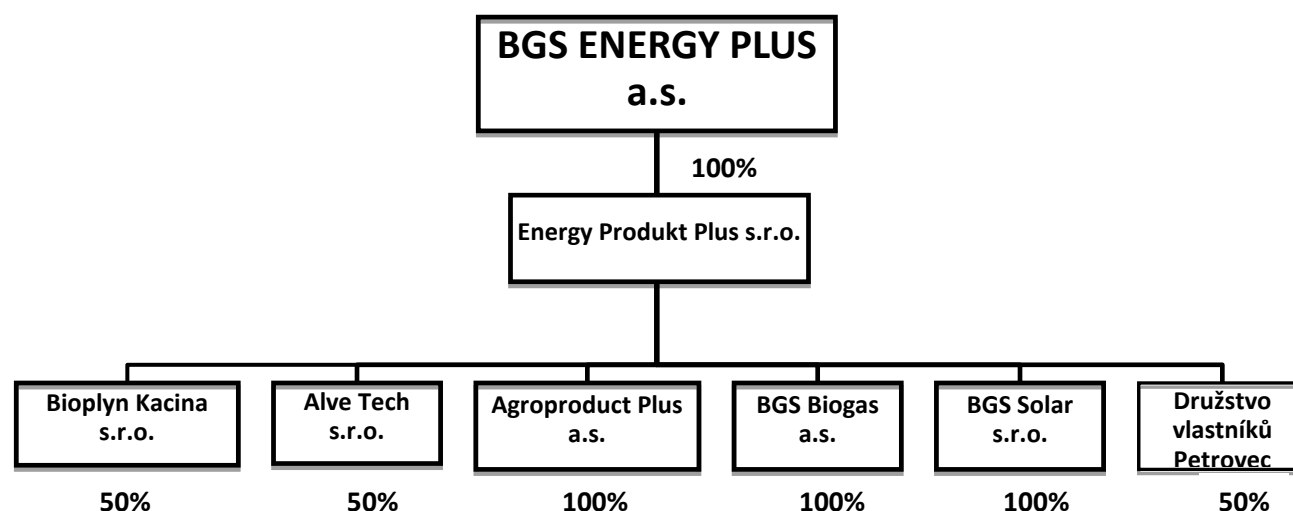 BGS ENERGY PLUS
a.s.
100%
Energy Produkt Plus s.r.o.
Bioplyn Kacina
s.r.o.
Alve Tech
s.r.o.
Agroproduct Plus
a.s.
BGS Biogas
a.s.
BGS Solar
s.r.o.
Družstvo
vlastníků
Petrovec
50%
50%
100%
100%
100%
50%